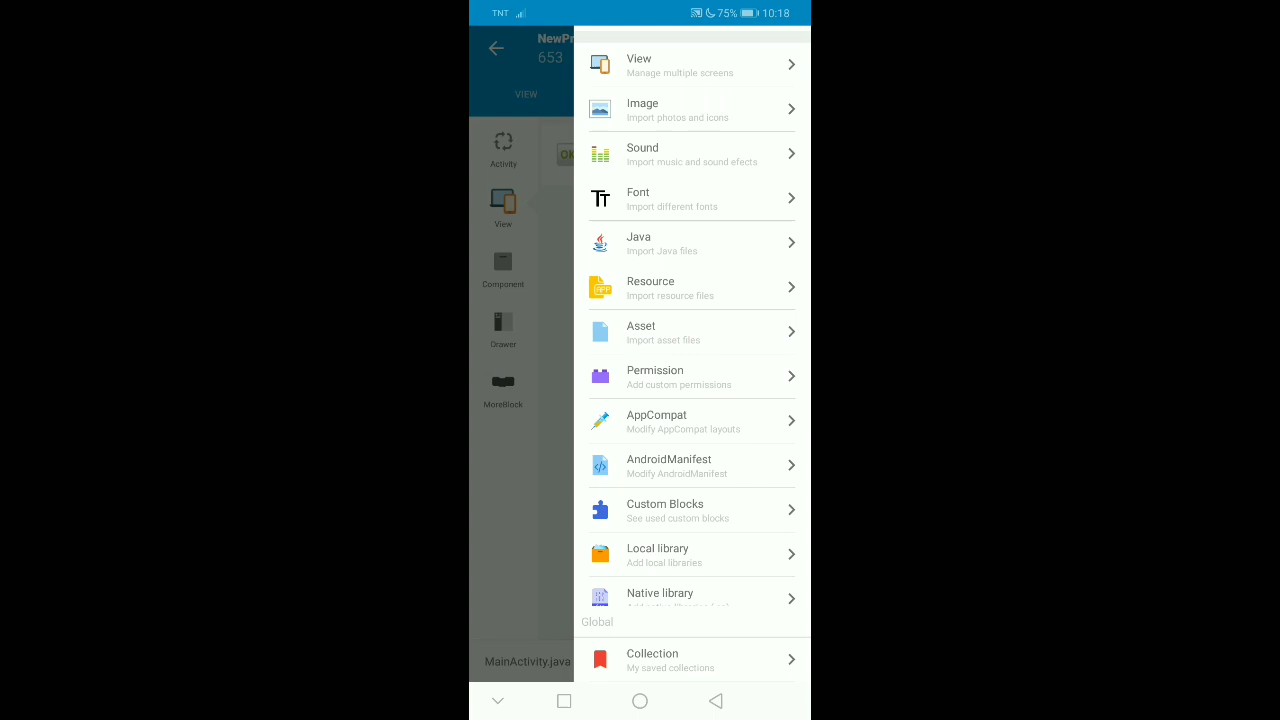 TNT 75% 10:18
NewPr
653
VIEW
Activity
View
Component
Drawer
MoreBlock
OK
MainActivity.java
View
Manage multiple screens
Image
Import photos and icons
Sound
Import music and sound efects
Font
Import different fonts
Java
Import Java files
Resource
Import resource files
Asset
Import asset files
Permission
Add custom permissions
AppCompat
Modify AppCompat layouts
AndroidManifest
Modify AndroidManifest
Custom Blocks
See used custom blocks
Local library
Add local libraries
Native library
Global
Collection
My saved collections